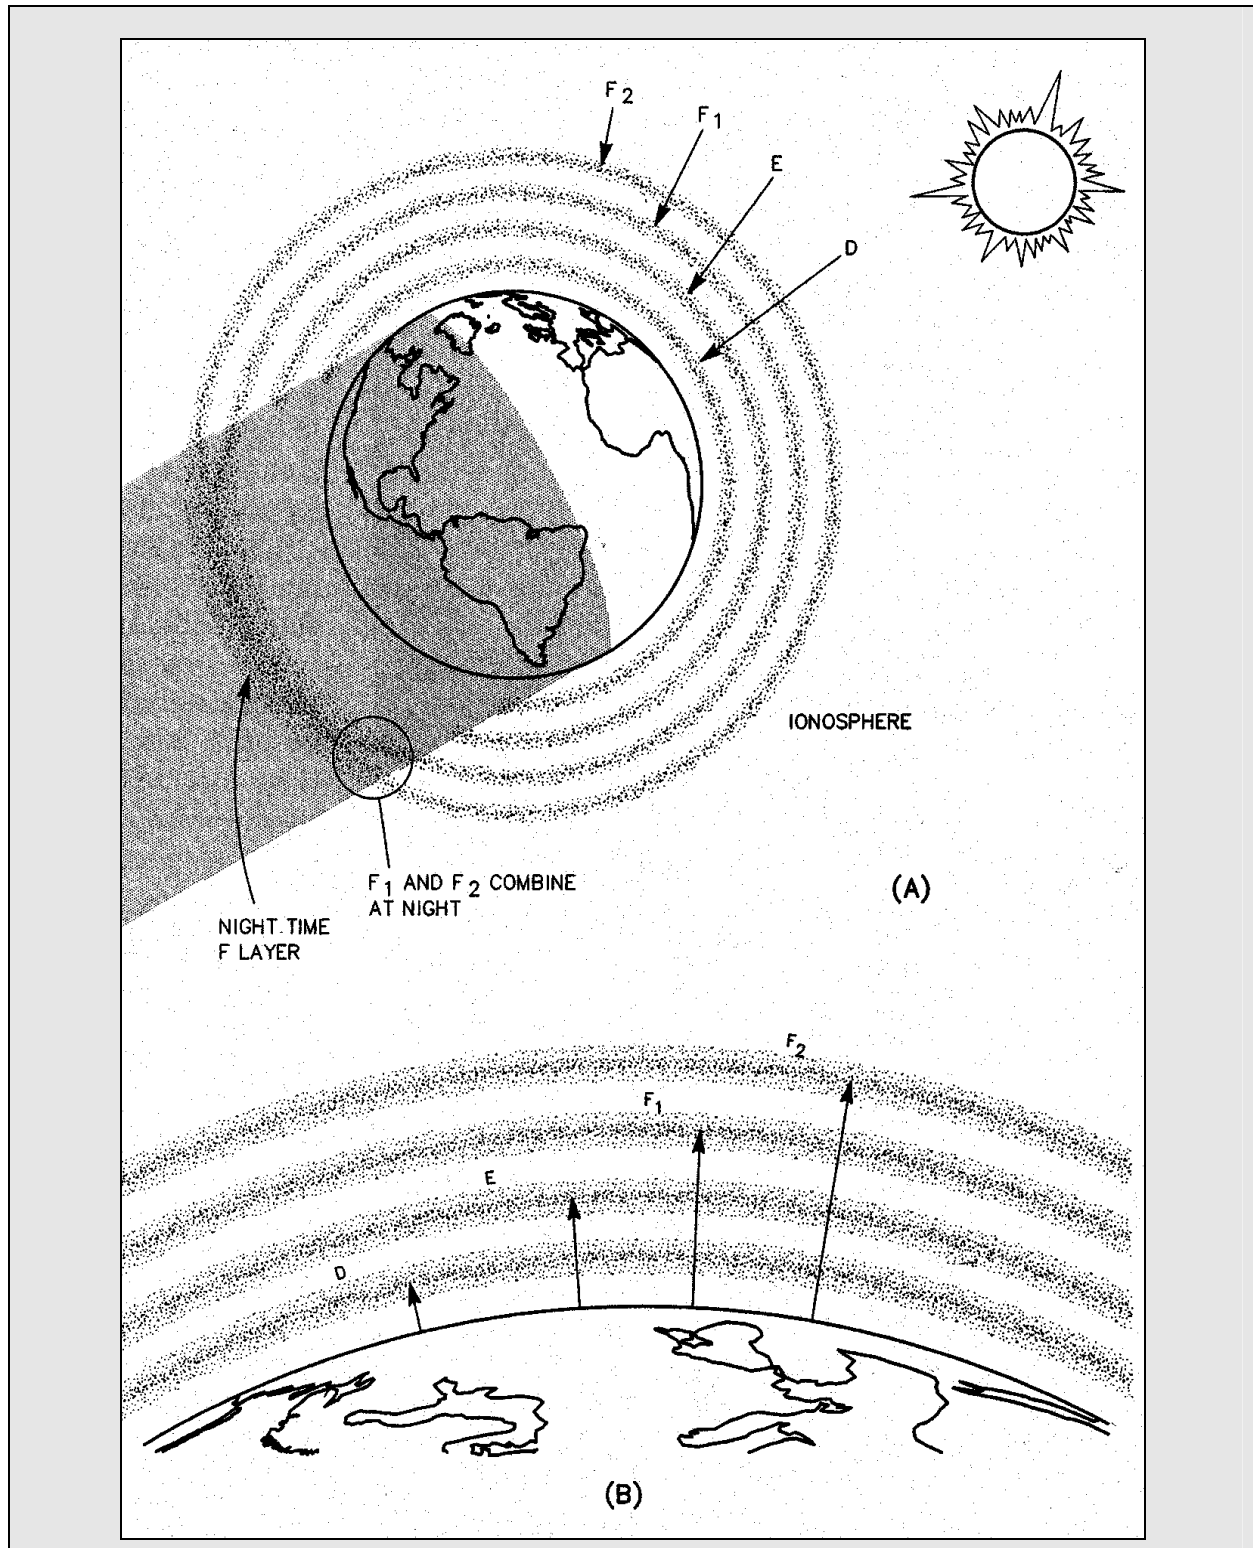 F2
F1
E
D
IONOSPHERE
F1 AND F2 COMBINE
AT NIGHT
(A)
NIGHT TIME
F LAYER
F2
F1
E
D
(B)